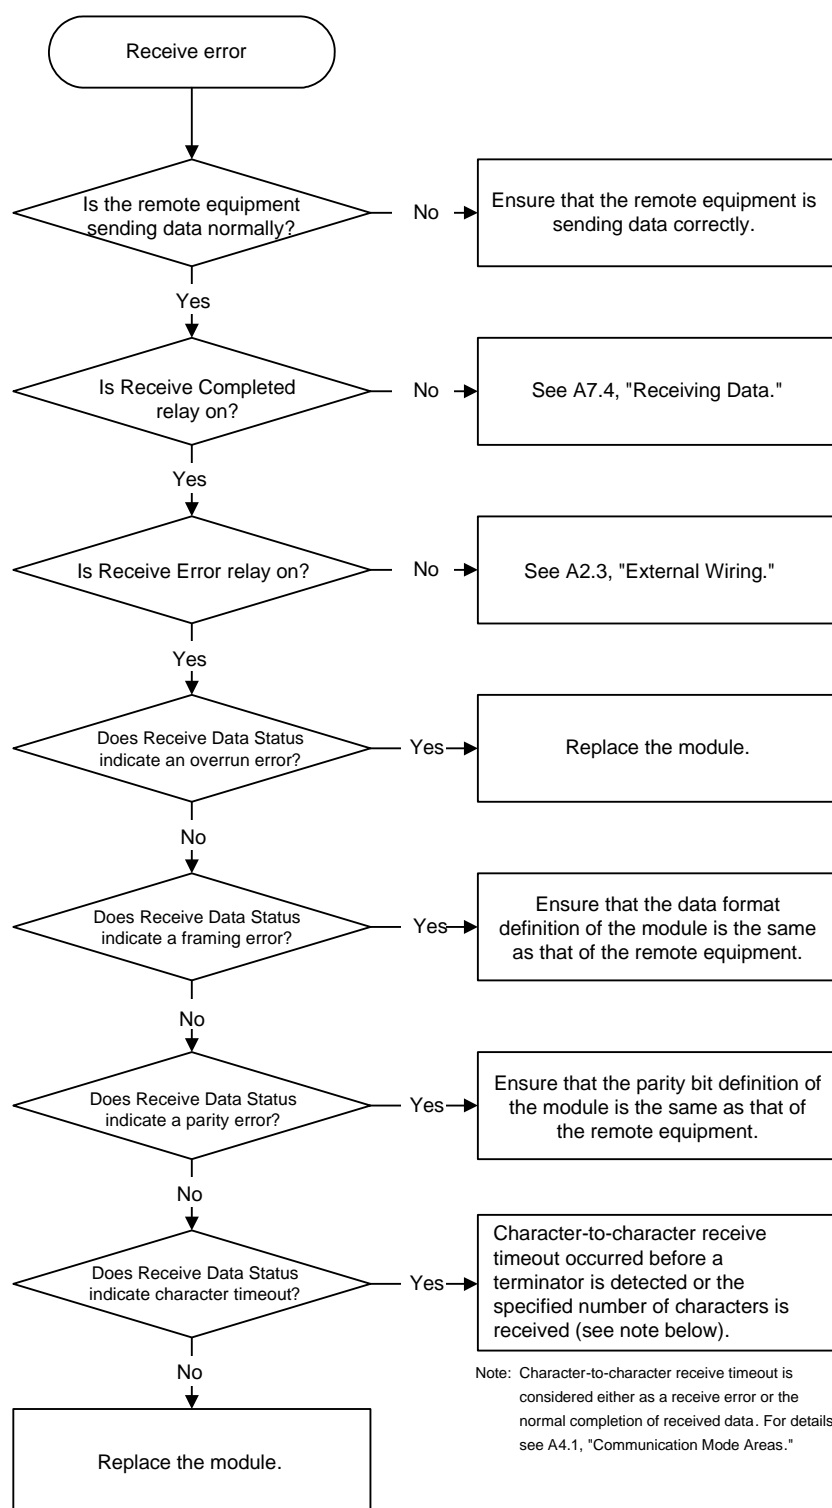 Receive error
Is the remote equipment
sending data normally?
No
Ensure that the remote equipment is
sending data correctly.
Yes
Is Receive Completed
relay on?
No
See A7.4, "Receiving Data."
Yes
Is Receive Error relay on?
No
See A2.3, "External Wiring."
Yes
Does Receive Data Status
indicate an overrun error?
Yes
Replace the module.
No
Does Receive Data Status
indicate a framing error?
Yes
Ensure that the data format
definition of the module is the same
as that of the remote equipment.
No
Does Receive Data Status
indicate a parity error?
Yes
Ensure that the parity bit definition of
the module is the same as that of
the remote equipment.
No
Does Receive Data Status
indicate character timeout?
Yes
Character-to-character receive
timeout occurred before a
terminator is detected or the
specified number of characters is
received (see note below).
No
Note: Character-to-character receive timeout is
considered either as a receive error or the
normal completion of received data. For details
see A4.1, "Communication Mode Areas."
Replace the module.